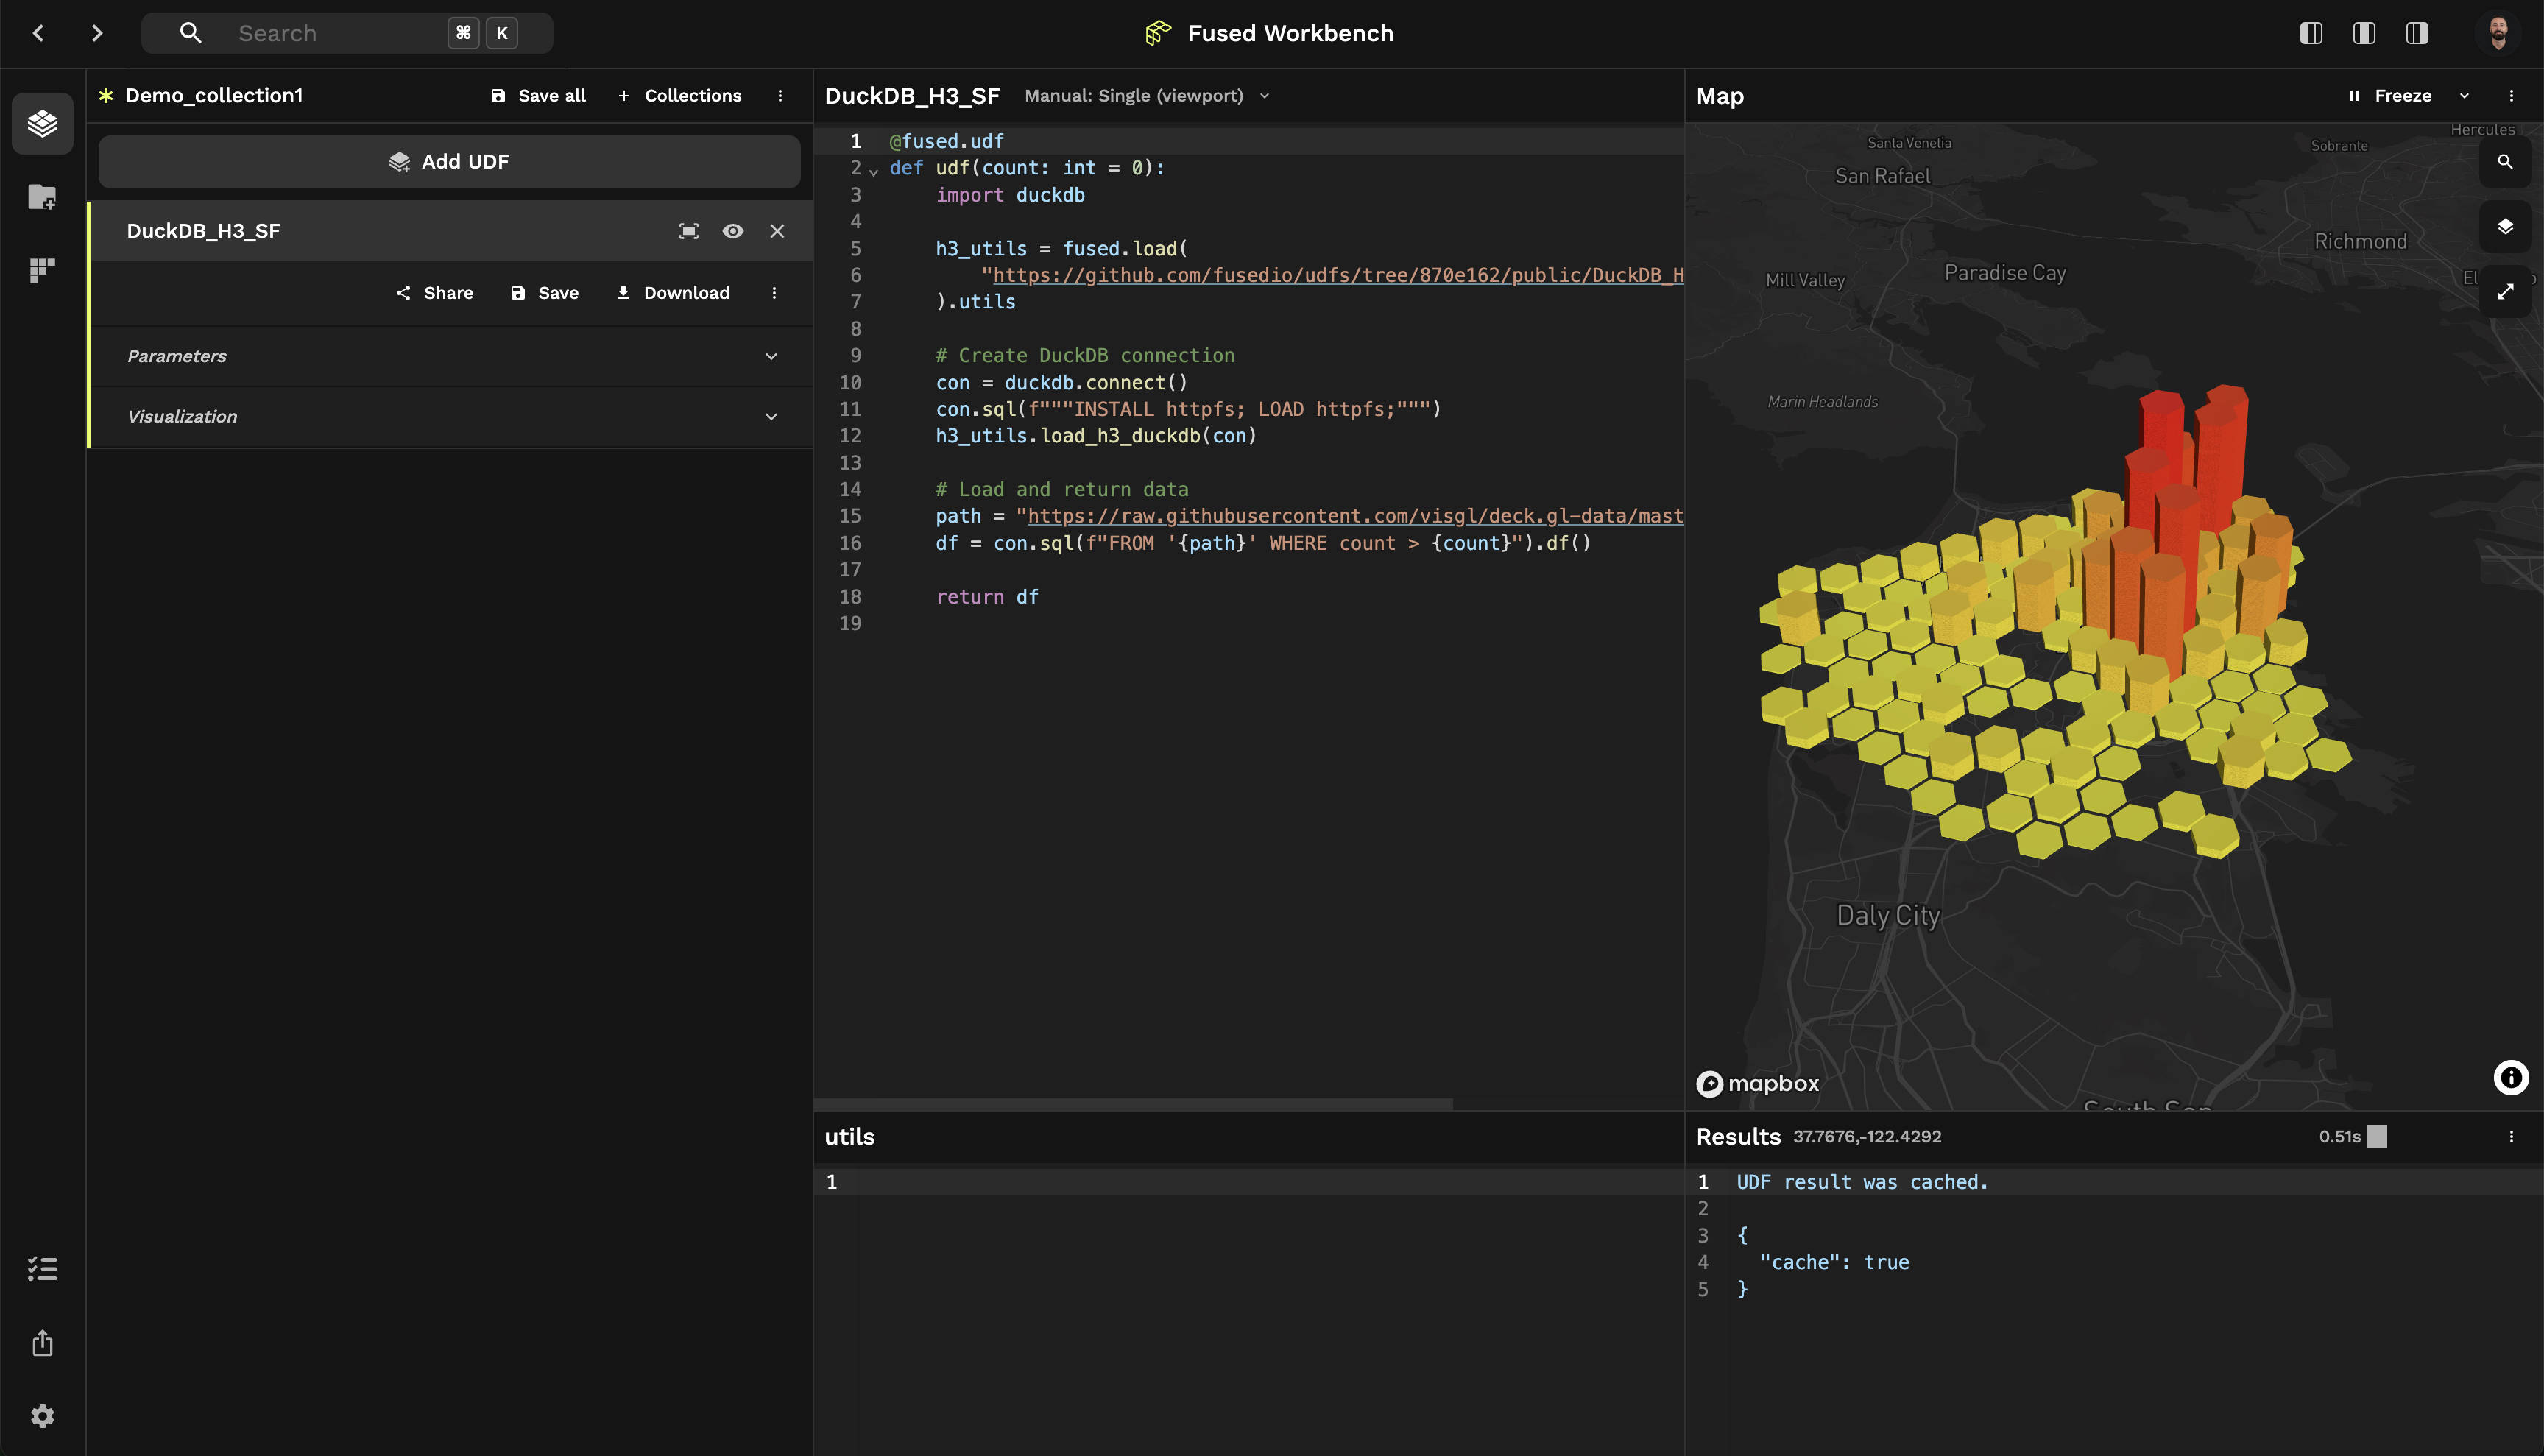 Search ⌘ K
Fused Workbench
Demo_collection1
Save all
+ Collections
Add UDF
DuckDB_H3_SF
Share
Save
Download
Parameters
Visualization
DuckDB_H3_SF Manual: Single (viewport)
1 @fused.udf
2 def udf(count: int = 0):
3 import duckdb
4
5 h3_utils = fused.load(
6 "https://github.com/fusedio/udfs/tree/870e162/public/DuckDB_H
7 ).utils
8
9 # Create DuckDB connection
10 con = duckdb.connect()
11 con.sql(f"""INSTALL httpfs; LOAD httpfs;""")
12 h3_utils.load_h3_duckdb(con)
13
14 # Load and return data
15 path = "https://raw.githubusercontent.com/visgl/deck.gl-data/mast
16 df = con.sql(f"FROM '{path}' WHERE count > {count}").df()
17
18 return df
19
utils
1
Map
Freeze
Hercules
Santa Venetia
Sobrante
San Rafael
Richmond
Paradise Cay
Mill Valley
El
Marin Headlands
Daly City
South San
mapbox
Results 37.7676,-122.4292
0.51s
1 UDF result was cached.
2
3 {
4 "cache": true
5 }